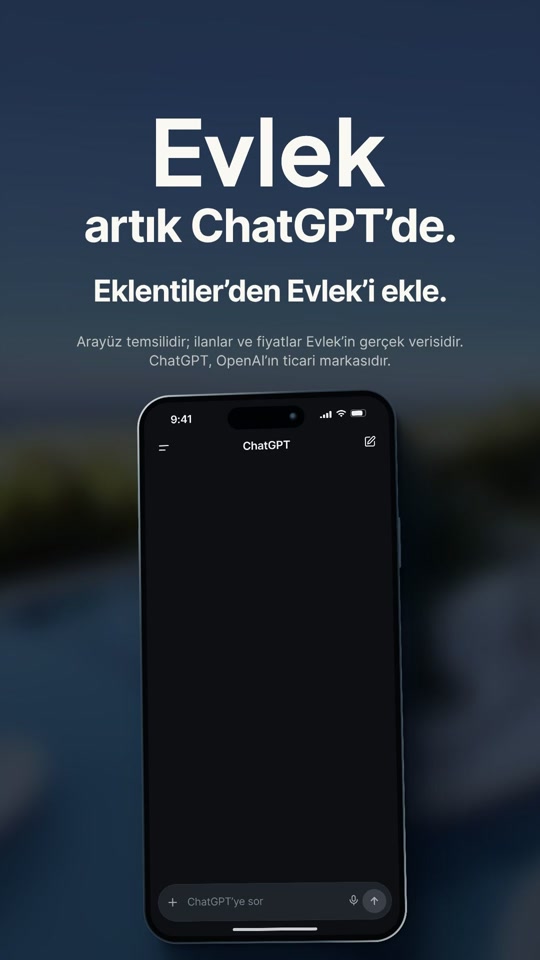 Evlek
artık ChatGPT’de.
Eklentiler’den Evlek’i ekle.
Arayüz temsilidir; ilanlar ve fiyatlar Evlek’in gerçek verisidir.
ChatGPT, OpenAI’ın ticari markasıdır.
9:41
ChatGPT
ChatGPT’ye sor